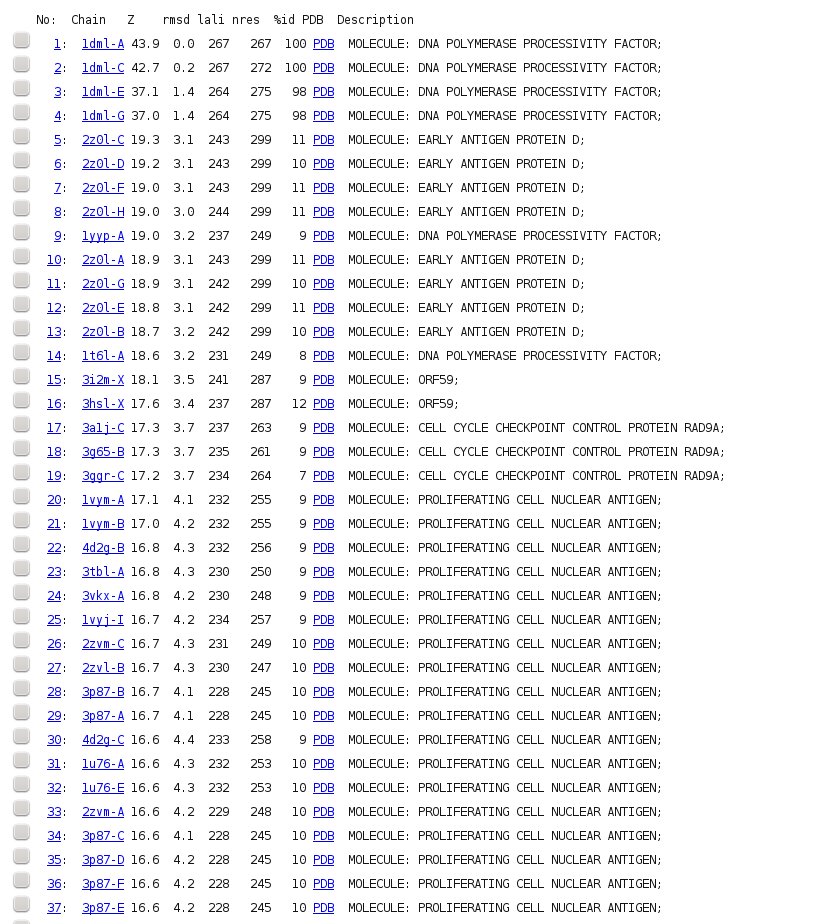 No: Chain Z rmsd lali nres %id PDB Description
1: 1dml-A 43.9 0.0 267 267 100 PDB MOLECULE: DNA POLYMERASE PROCESSIVITY FACTOR;
2: 1dml-C 42.7 0.2 267 272 100 PDB MOLECULE: DNA POLYMERASE PROCESSIVITY FACTOR;
3: 1dml-E 37.1 1.4 264 275 98 PDB MOLECULE: DNA POLYMERASE PROCESSIVITY FACTOR;
4: 1dml-G 37.0 1.4 264 275 98 PDB MOLECULE: DNA POLYMERASE PROCESSIVITY FACTOR;
5: 2z0l-C 19.3 3.1 243 299 11 PDB MOLECULE: EARLY ANTIGEN PROTEIN D;
6: 2z0l-D 19.2 3.1 243 299 10 PDB MOLECULE: EARLY ANTIGEN PROTEIN D;
7: 2z0l-F 19.0 3.1 243 299 11 PDB MOLECULE: EARLY ANTIGEN PROTEIN D;
8: 2z0l-H 19.0 3.0 244 299 11 PDB MOLECULE: EARLY ANTIGEN PROTEIN D;
9: 1yyp-A 19.0 3.2 237 249 9 PDB MOLECULE: DNA POLYMERASE PROCESSIVITY FACTOR;
10: 2z0l-A 18.9 3.1 243 299 11 PDB MOLECULE: EARLY ANTIGEN PROTEIN D;
11: 2z0l-G 18.9 3.1 242 299 10 PDB MOLECULE: EARLY ANTIGEN PROTEIN D;
12: 2z0l-E 18.8 3.1 242 299 11 PDB MOLECULE: EARLY ANTIGEN PROTEIN D;
13: 2z0l-B 18.7 3.2 242 299 10 PDB MOLECULE: EARLY ANTIGEN PROTEIN D;
14: 1t6l-A 18.6 3.2 231 249 8 PDB MOLECULE: DNA POLYMERASE PROCESSIVITY FACTOR;
15: 3i2m-X 18.1 3.5 241 287 9 PDB MOLECULE: ORF59;
16: 3hsl-X 17.6 3.4 237 287 12 PDB MOLECULE: ORF59;
17: 3a1j-C 17.3 3.7 237 263 9 PDB MOLECULE: CELL CYCLE CHECKPOINT CONTROL PROTEIN RAD9A;
18: 3g65-B 17.3 3.7 235 261 9 PDB MOLECULE: CELL CYCLE CHECKPOINT CONTROL PROTEIN RAD9A;
19: 3ggr-C 17.2 3.7 234 264 7 PDB MOLECULE: CELL CYCLE CHECKPOINT CONTROL PROTEIN RAD9A;
20: 1vym-A 17.1 4.1 232 255 9 PDB MOLECULE: PROLIFERATING CELL NUCLEAR ANTIGEN;
21: 1vym-B 17.0 4.2 232 255 9 PDB MOLECULE: PROLIFERATING CELL NUCLEAR ANTIGEN;
22: 4d2g-B 16.8 4.3 232 256 9 PDB MOLECULE: PROLIFERATING CELL NUCLEAR ANTIGEN;
23: 3tbl-A 16.8 4.3 230 250 9 PDB MOLECULE: PROLIFERATING CELL NUCLEAR ANTIGEN;
24: 3vkx-A 16.8 4.2 230 248 9 PDB MOLECULE: PROLIFERATING CELL NUCLEAR ANTIGEN;
25: 1vyj-I 16.7 4.2 234 257 9 PDB MOLECULE: PROLIFERATING CELL NUCLEAR ANTIGEN;
26: 2zvm-C 16.7 4.3 231 249 10 PDB MOLECULE: PROLIFERATING CELL NUCLEAR ANTIGEN;
27: 2zvl-B 16.7 4.3 230 247 10 PDB MOLECULE: PROLIFERATING CELL NUCLEAR ANTIGEN;
28: 3p87-B 16.7 4.1 228 245 10 PDB MOLECULE: PROLIFERATING CELL NUCLEAR ANTIGEN;
29: 3p87-A 16.7 4.1 228 245 10 PDB MOLECULE: PROLIFERATING CELL NUCLEAR ANTIGEN;
30: 4d2g-C 16.6 4.4 233 258 9 PDB MOLECULE: PROLIFERATING CELL NUCLEAR ANTIGEN;
31: 1u76-A 16.6 4.3 232 253 10 PDB MOLECULE: PROLIFERATING CELL NUCLEAR ANTIGEN;
32: 1u76-E 16.6 4.3 232 253 10 PDB MOLECULE: PROLIFERATING CELL NUCLEAR ANTIGEN;
33: 2zvm-A 16.6 4.2 229 248 10 PDB MOLECULE: PROLIFERATING CELL NUCLEAR ANTIGEN;
34: 3p87-C 16.6 4.1 228 245 10 PDB MOLECULE: PROLIFERATING CELL NUCLEAR ANTIGEN;
35: 3p87-D 16.6 4.2 228 245 10 PDB MOLECULE: PROLIFERATING CELL NUCLEAR ANTIGEN;
36: 3p87-F 16.6 4.2 228 245 10 PDB MOLECULE: PROLIFERATING CELL NUCLEAR ANTIGEN;
37: 3p87-E 16.6 4.2 228 245 10 PDB MOLECULE: PROLIFERATING CELL NUCLEAR ANTIGEN;